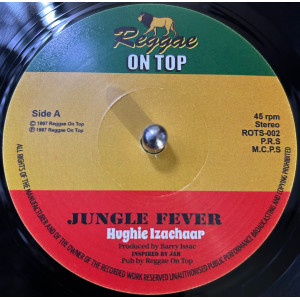 Reggae
ON TOP
Side A
℗ 1997 Reggae On Top
© 1997 Reggae On Top
45 rpm
Stereo
ROTS-002
P.R.S
M.C.P.S
JUNGLE FEVER
Hughie Izachaar
Produced by Barry Issac
INSPIRED BY JAH
Pub by Reggae On Top
ALL RIGHTS OF THE MANUFACTURER AND OF THE OWNER OF THE RECORDED WORK RESERVED UNAUTHORISED PUBLIC PERFORMANCE BROADCASTING AND COPYING PROHIBITED